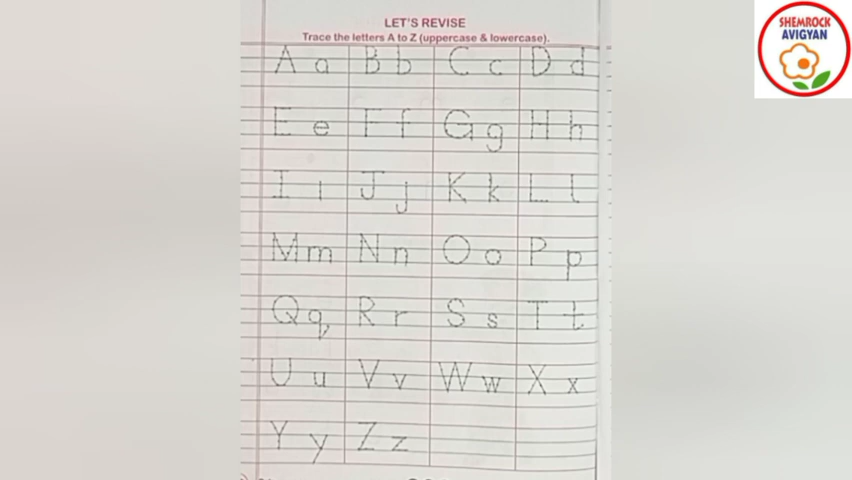 LET'S REVISE
Trace the letters A to Z (uppercase & lowercase).
A a B b C c D d
E e F f G g H h
I i J j K k L l
M m N n O o P p
Q q R r S s T t
U u V v W w X x
Y y Z z
SHEMROCK
AVIGYAN